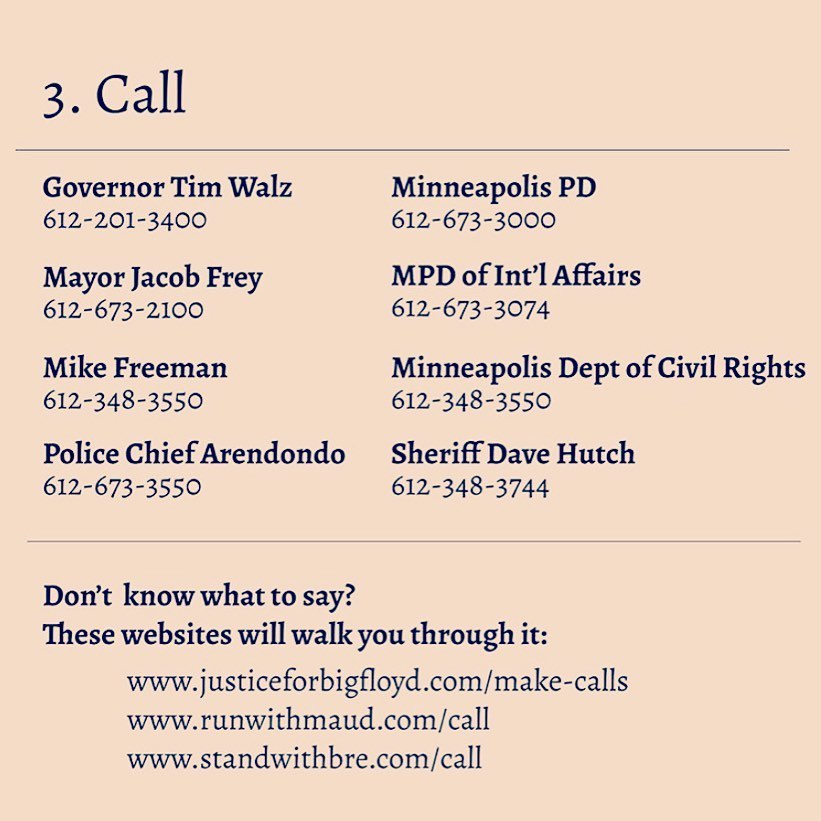 3. Call
Governor Tim Walz
612-201-3400
Mayor Jacob Frey
612-673-2100
Mike Freeman
612-348-3550
Police Chief Arendondo
612-673-3550
Minneapolis PD
612-673-3000
MPD of Int'l Affairs
612-673-3074
Minneapolis Dept of Civil Rights
612-348-3550
Sheriff Dave Hutch
612-348-3744
Don't know what to say?
These websites will walk you through it:
www.justiceforbigfloyd.com/make-calls
www.runwithmaud.com/call
www.standwithbre.com/call